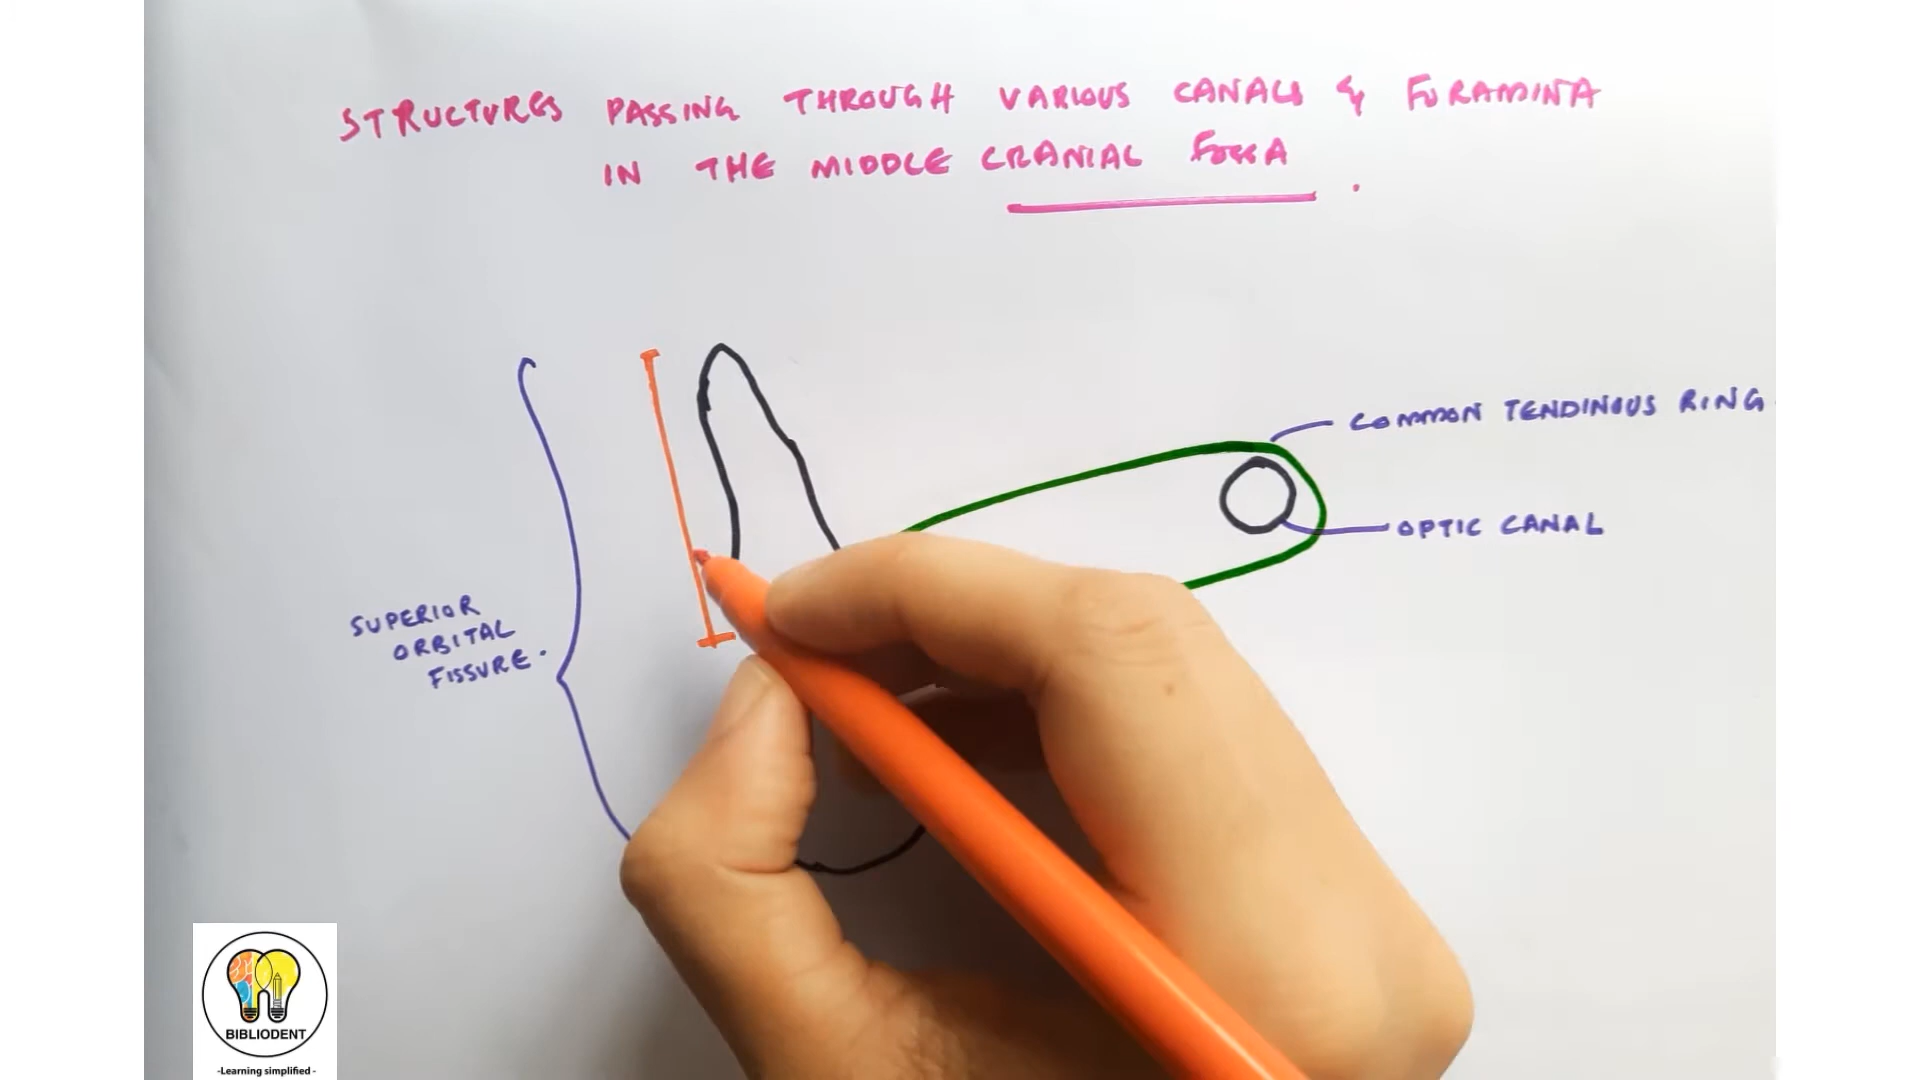 STRUCTURES PASSING THROUGH VARIOUS CANALS & FORAMINA
IN THE MIDDLE CRANIAL FOSSA.
COMMON TENDINOUS RING.
OPTIC CANAL
SUPERIOR
ORBITAL
FISSURE.
BIBLIODENT
-Learning simplified-